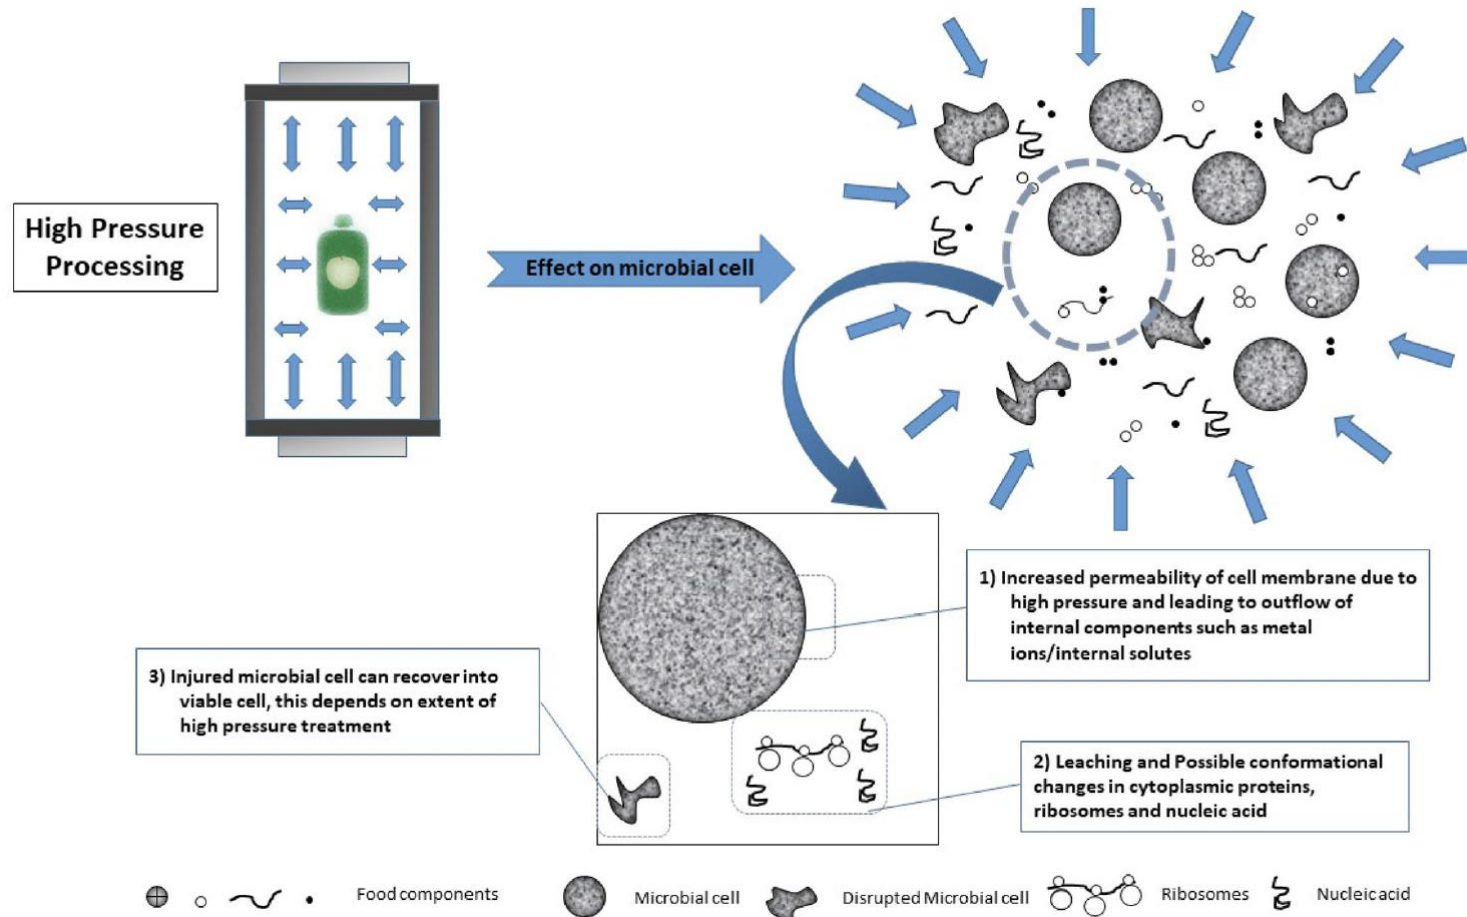 High Pressure
Processing
Effect on microbial cell
1) Increased permeability of cell membrane due to
high pressure and leading to outflow of
internal components such as metal
ions/internal solutes
3) Injured microbial cell can recover into
viable cell, this depends on extent of
high pressure treatment
2) Leaching and Possible conformational
changes in cytoplasmic proteins,
ribosomes and nucleic acid
Food components
Microbial cell
Disrupted Microbial cell
Ribosomes
Nucleic acid